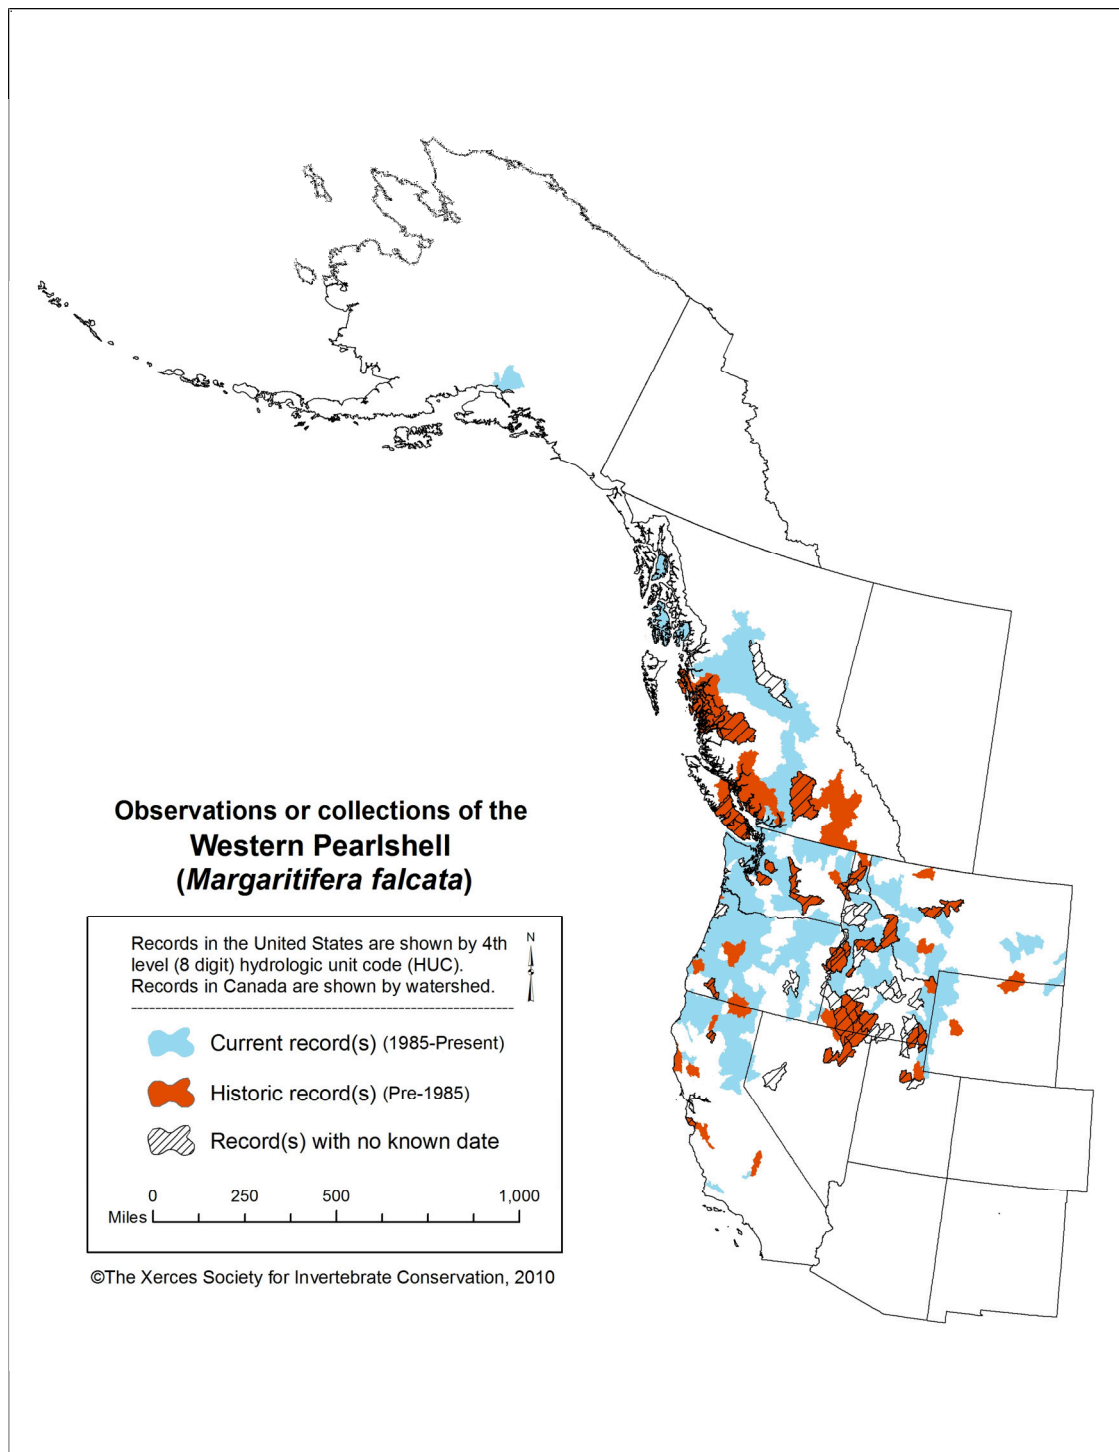 Observations or collections of the
Western Pearlshell
(Margaritifera falcata)
Records in the United States are shown by 4th
level (8 digit) hydrologic unit code (HUC).
Records in Canada are shown by watershed.
N
Current record(s) (1985-Present)
Historic record(s) (Pre-1985)
Record(s) with no known date
0 250 500 1,000
Miles
©The Xerces Society for Invertebrate Conservation, 2010